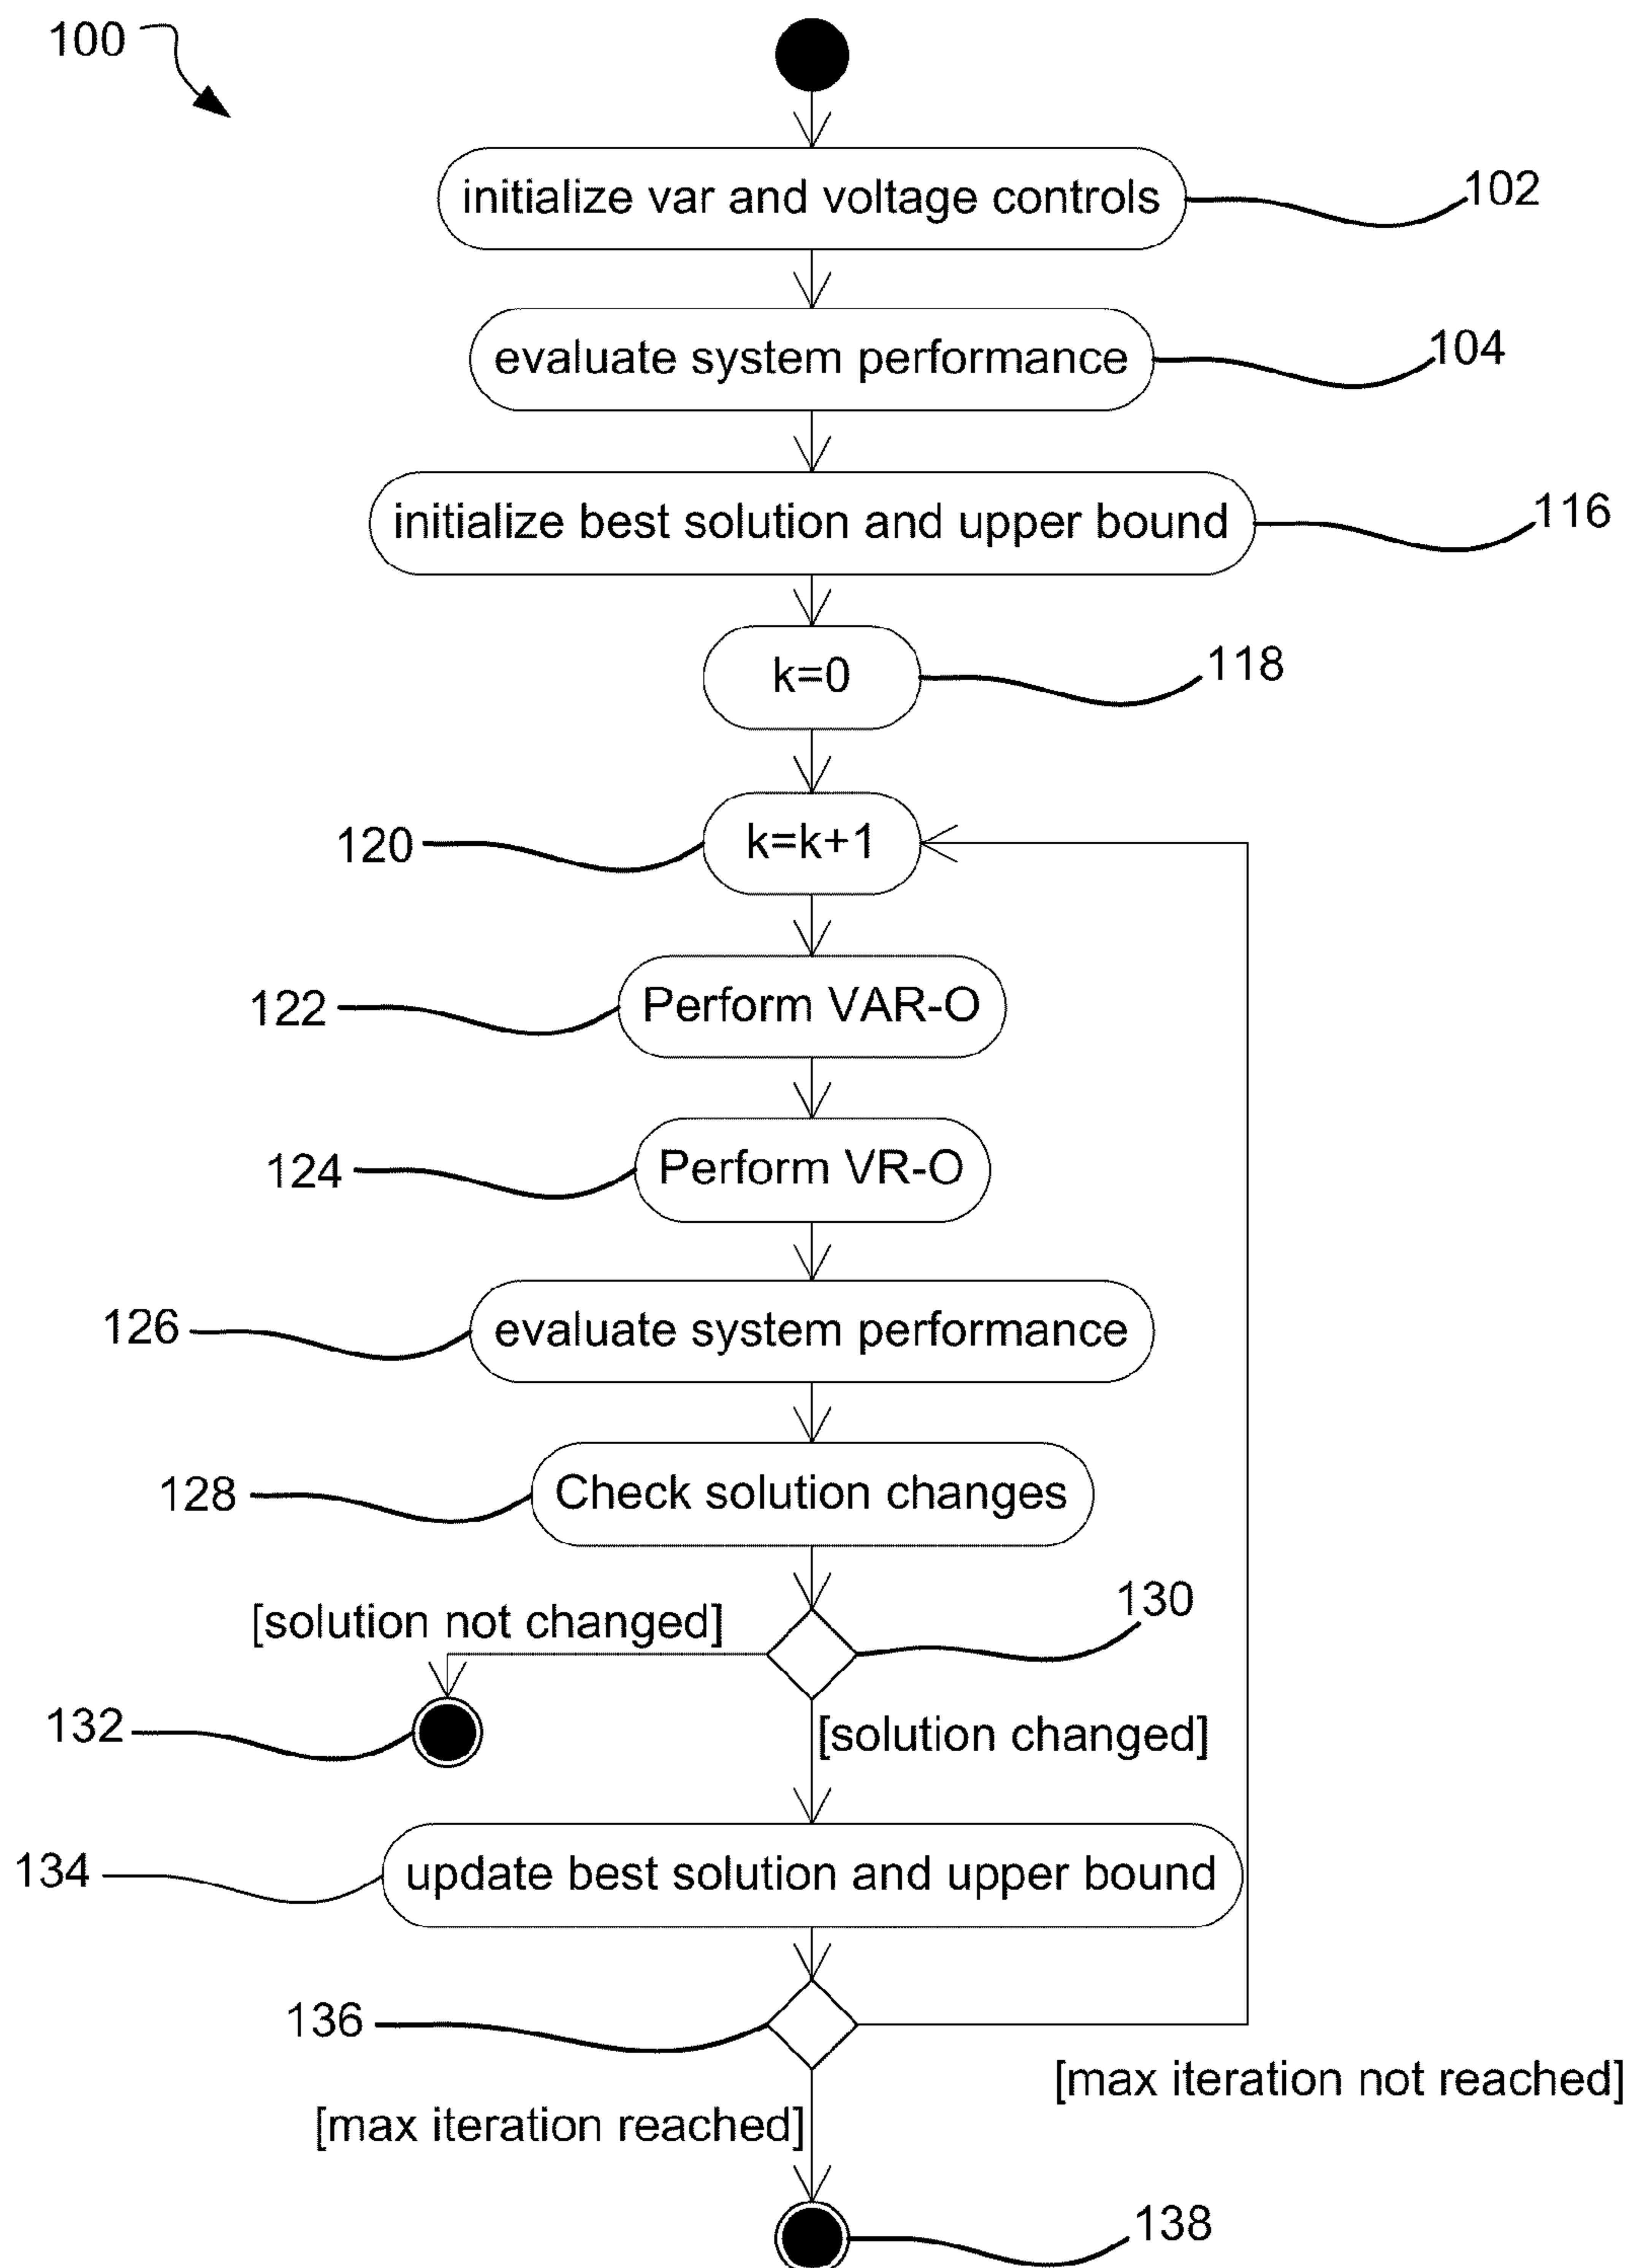 100
initialize var and voltage controls
102
evaluate system performance
104
initialize best solution and upper bound
116
k=0
118
120
k=k+1
122
Perform VAR-O
124
Perform VR-O
126
evaluate system performance
128
Check solution changes
130
[solution not changed]
132
[solution changed]
134
update best solution and upper bound
136
[max iteration not reached]
[max iteration reached]
138